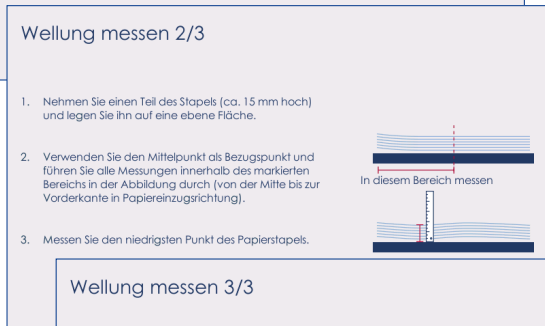 Wellung messen 2/3
1. Nehmen Sie einen Teil des Stapels (ca. 15 mm hoch)
und legen Sie ihn auf eine ebene Fläche.
2. Verwenden Sie den Mittelpunkt als Bezugspunkt und
führen Sie alle Messungen innerhalb des markierten
Bereichs in der Abbildung durch (von der Mitte bis zur
Vorderkante in Papiereinzugsrichtung).
In diesem Bereich messen
3. Messen Sie den niedrigsten Punkt des Papierstapels.
Wellung messen 3/3